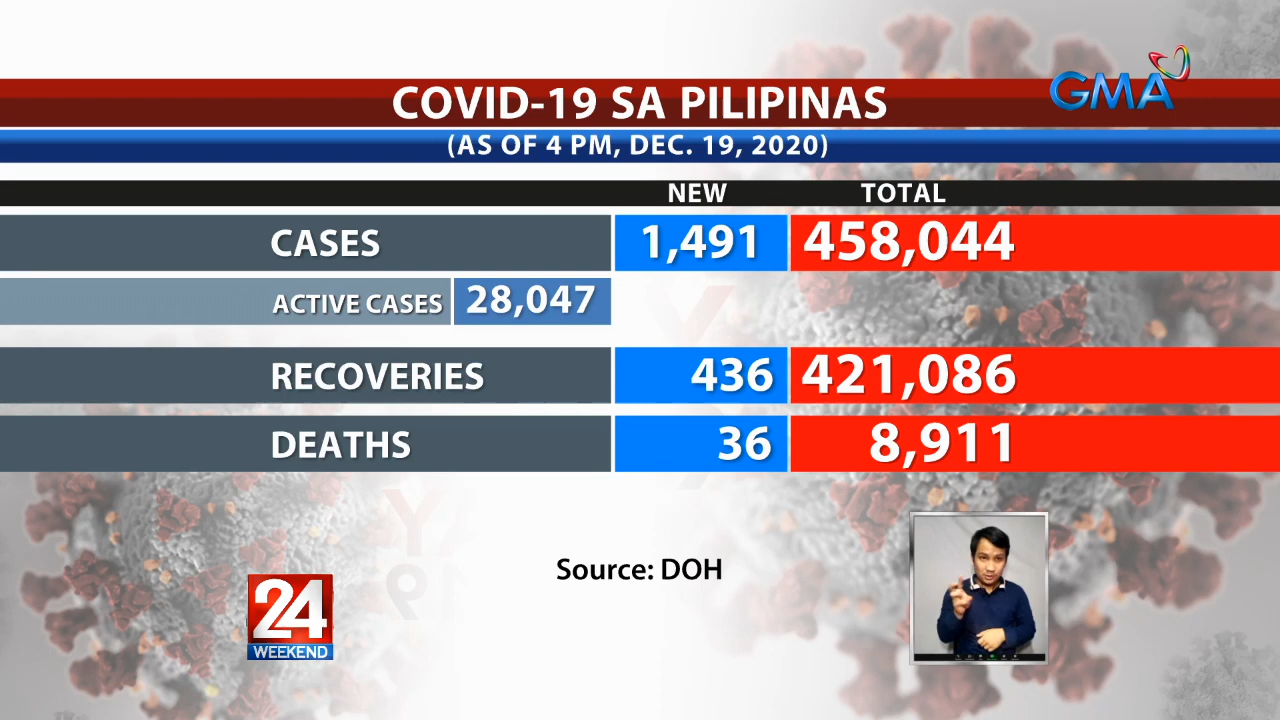 GMA
COVID-19 SA PILIPINAS
(AS OF 4 PM, DEC. 19, 2020)
NEW TOTAL
CASES 1,491 458,044
ACTIVE CASES 28,047
RECOVERIES 436 421,086
DEATHS 36 8,911
Source: DOH
24
WEEKEND